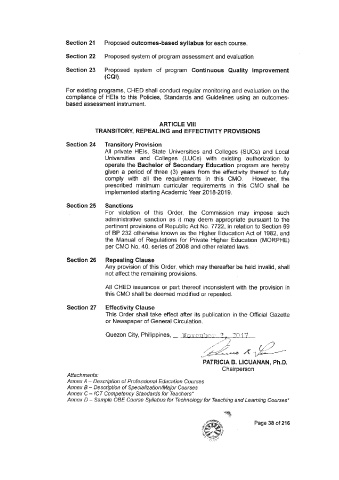 Section 21 Proposed outcomes-based syllabus for each course.
Section 22 Proposed system of program assessment and evaluation
Section 23 Proposed system of program Continuous Quality Improvement
(CQI).
For existing programs, CHED shall conduct regular monitoring and evaluation on the
compliance of HEIs to this Policies, Standards and Guidelines using an outcomes-
based assessment instrument.
ARTICLE VIII
TRANSITORY, REPEALING and EFFECTIVITY PROVISIONS
Section 24 Transitory Provision
All private HEIs, State Universities and Colleges (SUCs) and Local
Universities and Colleges (LUCs) with existing authorization to
operate the Bachelor of Secondary Education program are hereby
given a period of three (3) years from the effectivity thereof to fully
comply with all the requirements in this CMO. However, the
prescribed minimum curricular requirements in this CMO shall be
implemented starting Academic Year 2018-2019.
Section 25 Sanctions
For violation of this Order, the Commission may impose such
administrative sanction as it may deem appropriate pursuant to the
pertinent provisions of Republic Act No. 7722, in relation to Section 69
of BP 232 otherwise known as the Higher Education Act of 1982, and
the Manual of Regulations for Private Higher Education (MORPHE)
per CMO No. 40, series of 2008 and other related laws.
Section 26 Repealing Clause
Any provision of this Order, which may thereafter be held invalid, shall
not affect the remaining provisions.
All CHED issuances or part thereof inconsistent with the provision in
this CMO shall be deemed modified or repealed.
Section 27 Effectivity Clause
This Order shall take effect after its publication in the Official Gazette
or Newspaper of General Circulation.
Quezon City, Philippines, November 7, 2017
PATRICIA B. LICUANAN, Ph.D.
Chairperson
Attachments:
Annex A – Description of Professional Education Courses
Annex B – Description of Specialization/Major Courses
Annex C – ICT Competency Standards for Teachers*
Annex D – Sample OBE Course Syllabus for Technology for Teaching and Learning Courses*
Page 38 of 216